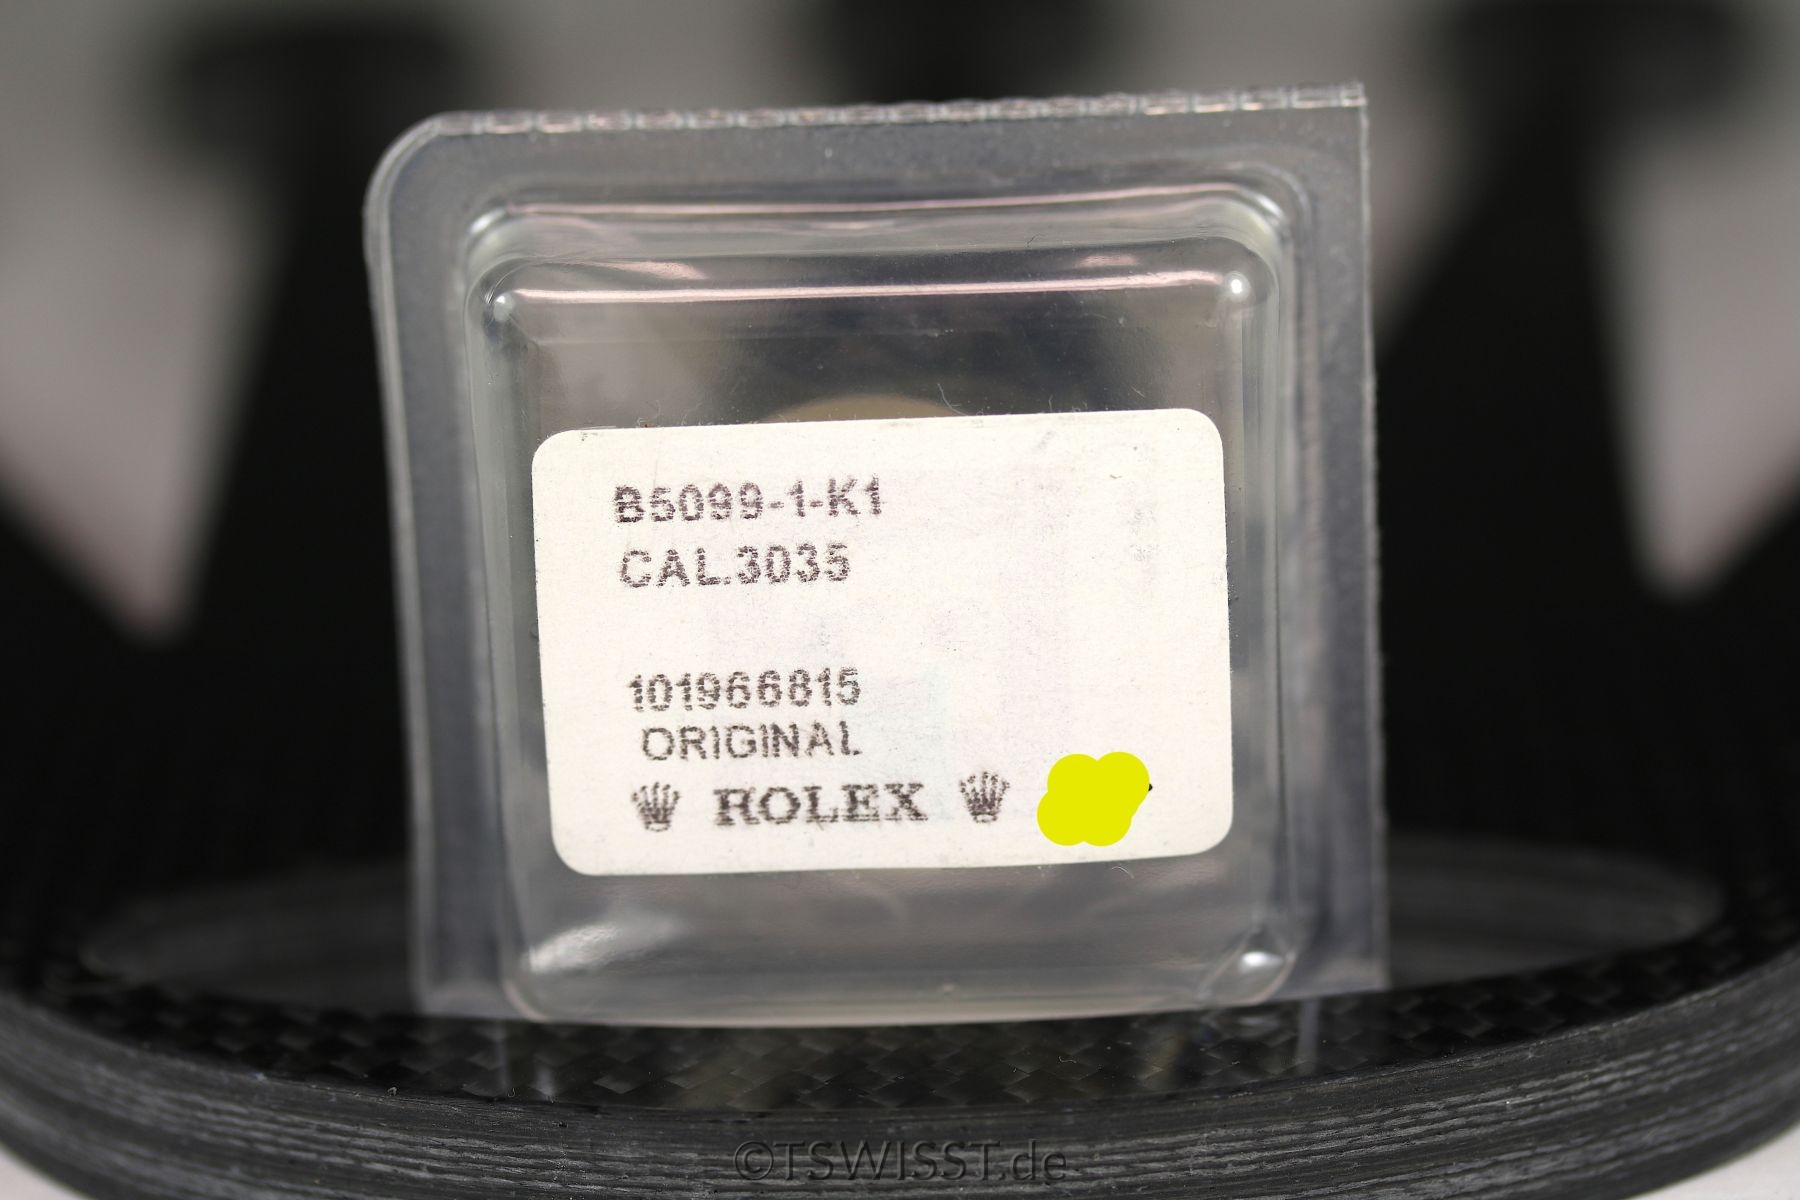 B5099-1-K1
CAL.3035
101966815
ORIGINAL
ROLEX
©TSWISST.de